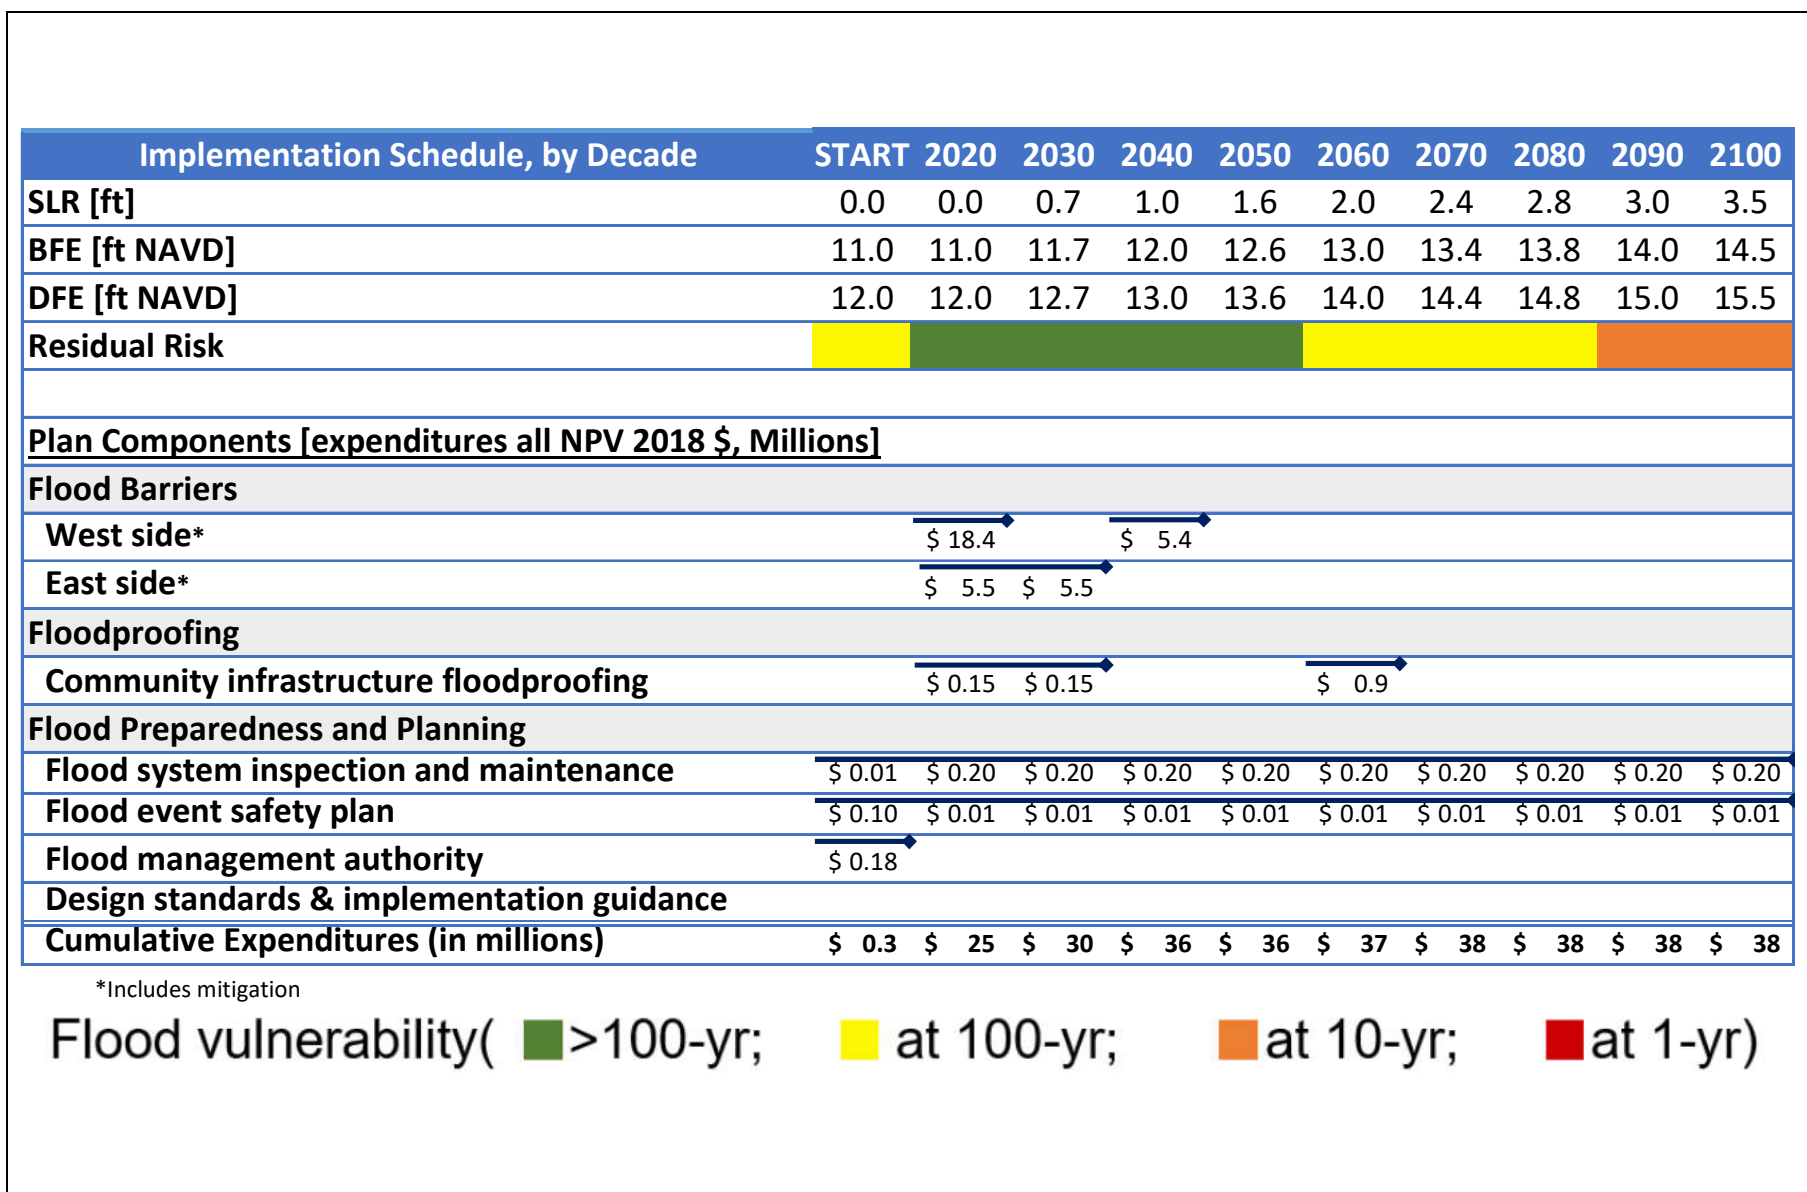 Implementation Schedule, by Decade START 2020 2030 2040 2050 2060 2070 2080 2090 2100
SLR [ft] 0.0 0.0 0.7 1.0 1.6 2.0 2.4 2.8 3.0 3.5
BFE [ft NAVD] 11.0 11.0 11.7 12.0 12.6 13.0 13.4 13.8 14.0 14.5
DFE [ft NAVD] 12.0 12.0 12.7 13.0 13.6 14.0 14.4 14.8 15.0 15.5
Residual Risk
Plan Components [expenditures all NPV 2018 $, Millions]
Flood Barriers
West side* $ 18.4 $ 5.4
East side* $ 5.5 $ 5.5
Floodproofing
Community infrastructure floodproofing $ 0.15 $ 0.15 $ 0.9
Flood Preparedness and Planning
Flood system inspection and maintenance $ 0.01 $ 0.20 $ 0.20 $ 0.20 $ 0.20 $ 0.20 $ 0.20 $ 0.20 $ 0.20 $ 0.20
Flood event safety plan $ 0.10 $ 0.01 $ 0.01 $ 0.01 $ 0.01 $ 0.01 $ 0.01 $ 0.01 $ 0.01 $ 0.01
Flood management authority $ 0.18
Design standards & implementation guidance
Cumulative Expenditures (in millions) $ 0.3 $ 25 $ 30 $ 36 $ 36 $ 37 $ 38 $ 38 $ 38 $ 38
*Includes mitigation
Flood vulnerability( >100-yr; at 100-yr; at 10-yr; at 1-yr)